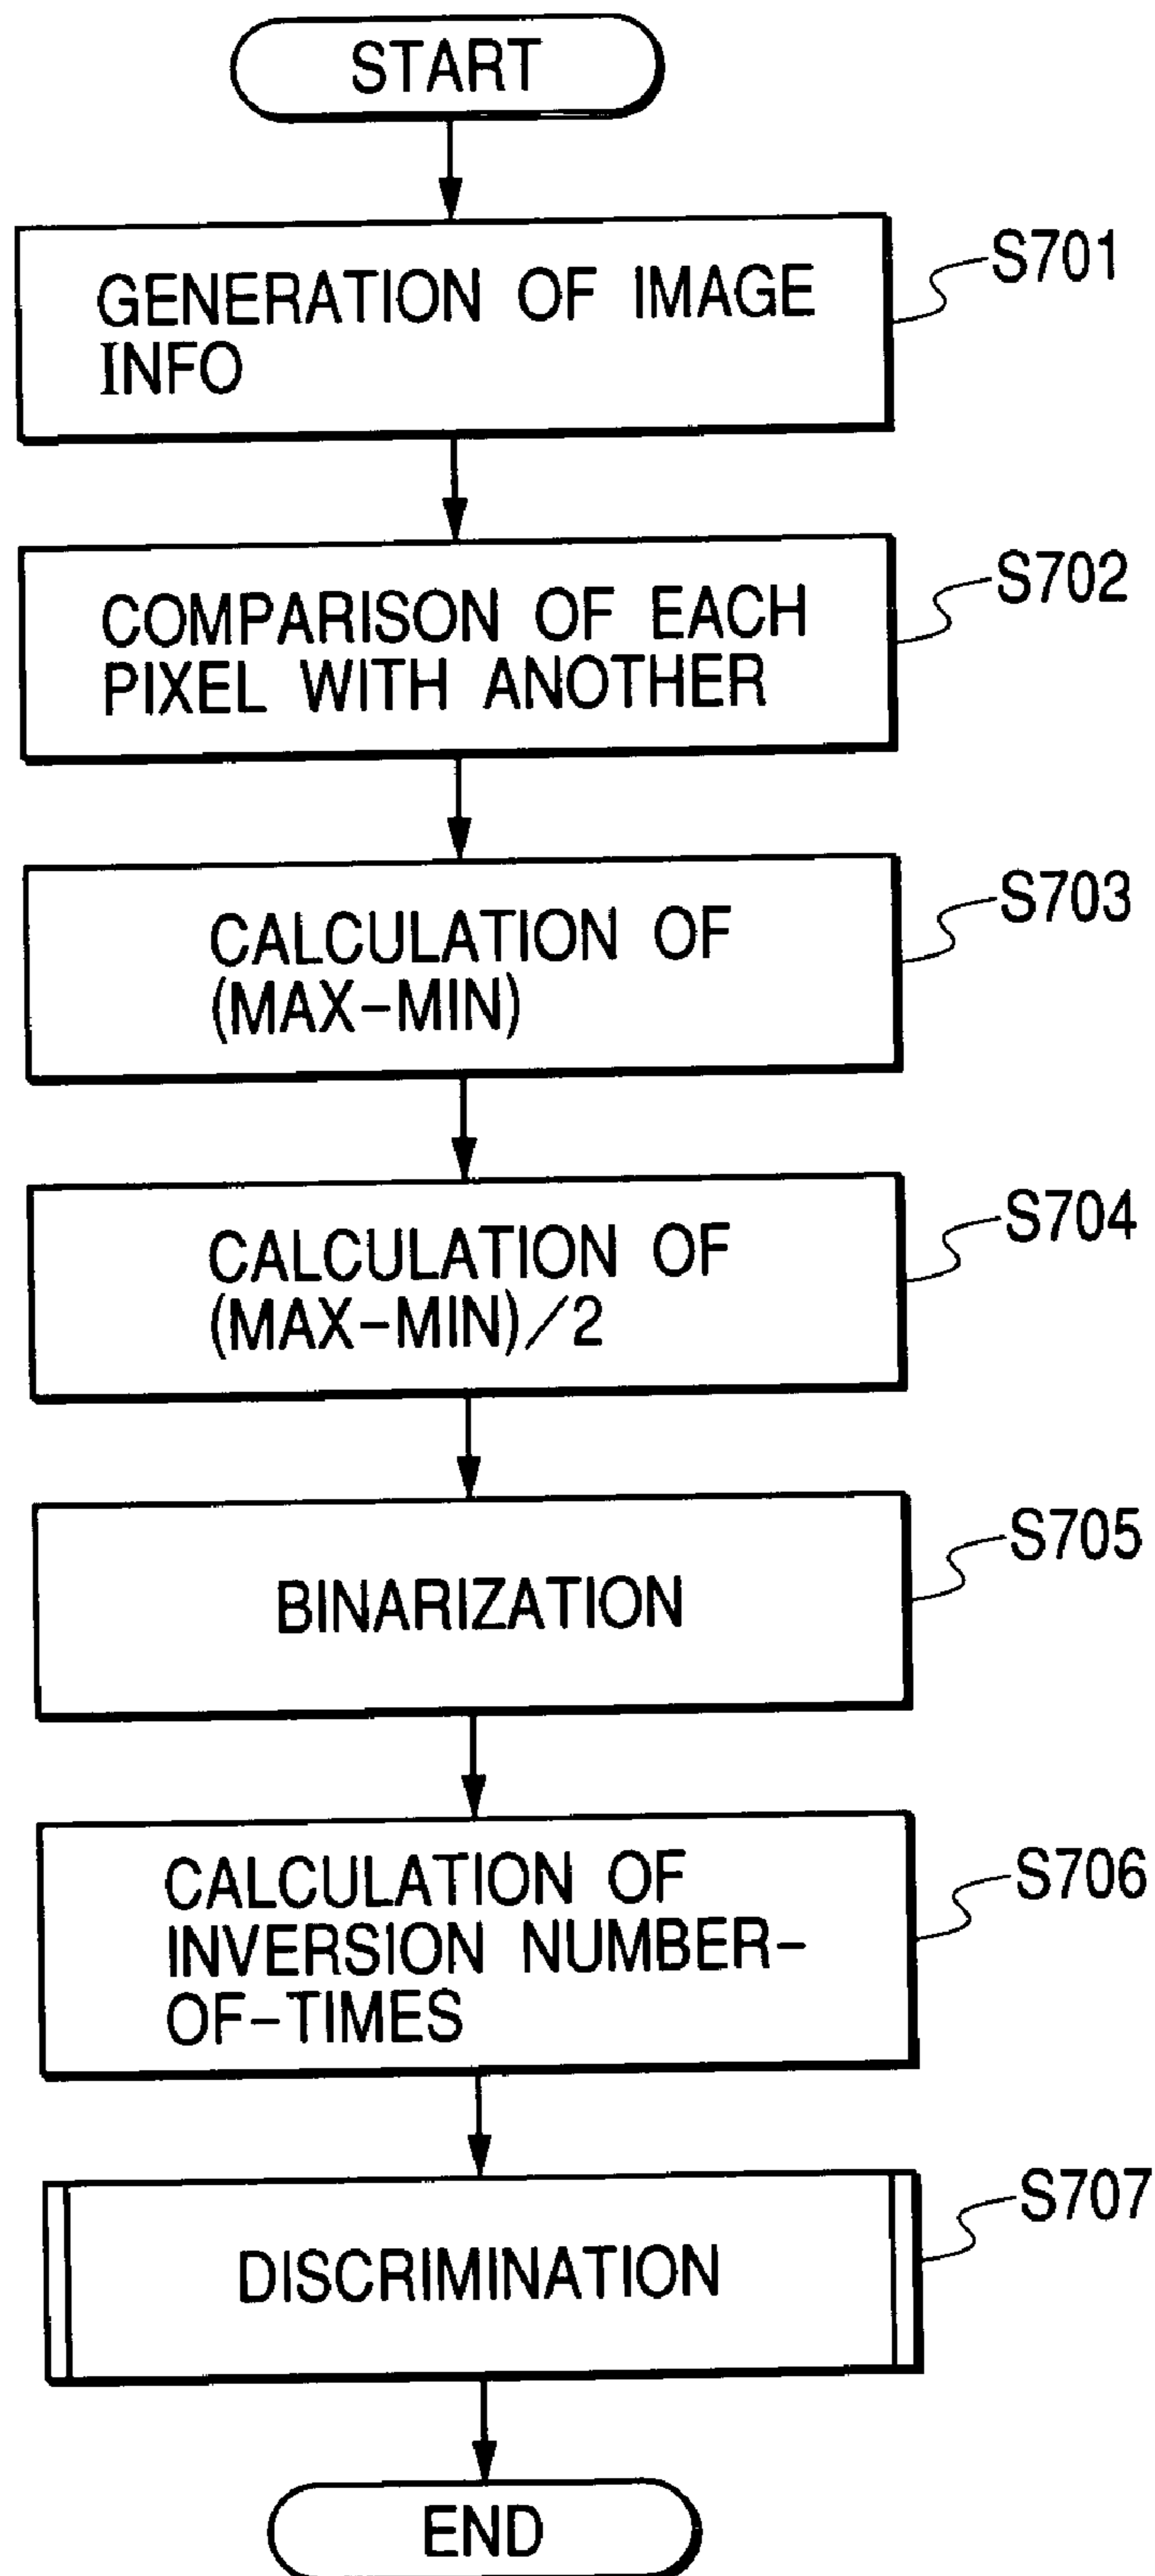 START
GENERATION OF IMAGE
INFO
S701
COMPARISON OF EACH
PIXEL WITH ANOTHER
S702
CALCULATION OF
(MAX-MIN)
S703
CALCULATION OF
(MAX-MIN)/2
S704
BINARIZATION
S705
CALCULATION OF
INVERSION NUMBER-
OF-TIMES
S706
DISCRIMINATION
S707
END